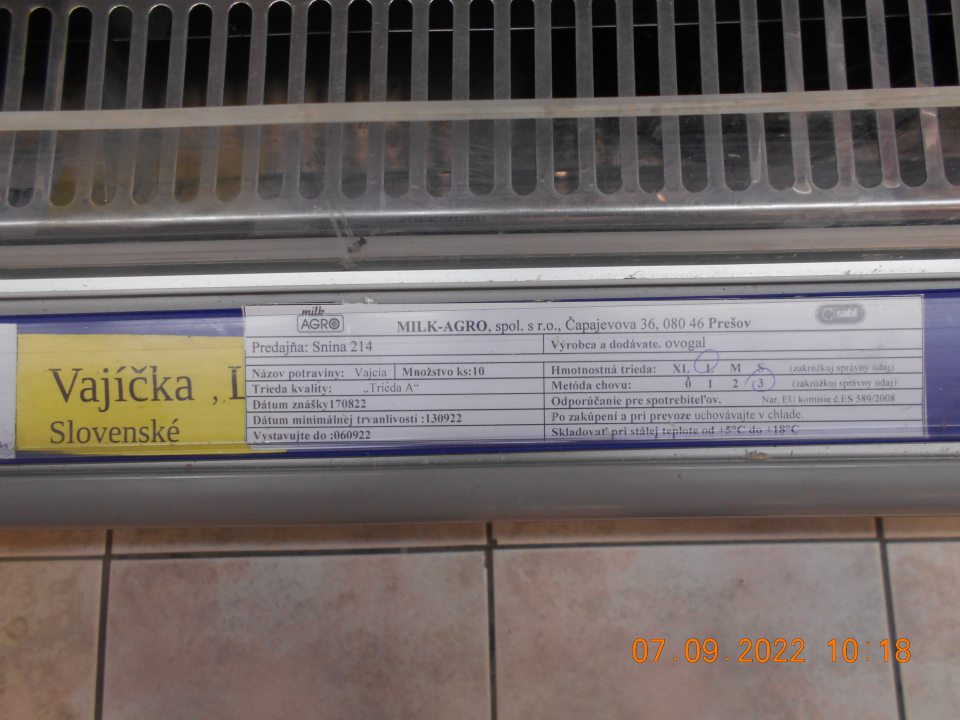 milk
AGRO
MILK-AGRO, spol. s r.o., Čapajevova 36, 080 46 Prešov
sabi
Predajňa: Snina 214
Výrobca a dodávate. ovogal
Názov potraviny: Vajcia
Množstvo ks:10
Hmotnostná trieda: XL L M S (zakrúžkuj správny údaj)
Trieda kvality: „Trieda A“
Metóda chovu: 0 1 2 3 (zakrúžkuj správny údaj)
Dátum znášky170822
Odporúčanie pre spotrebiteľov. Nar. EU komisie č.ES 589/2008
Dátum minimálnej trvanlivosti :130922
Po zakúpení a pri prevoze uchovávajte v chlade.
Vystavujte do :060922
Skladovať pri stálej teplote od +5°C do +18°C
Vajíčka „L
Slovenské
07.09.2022 10:18